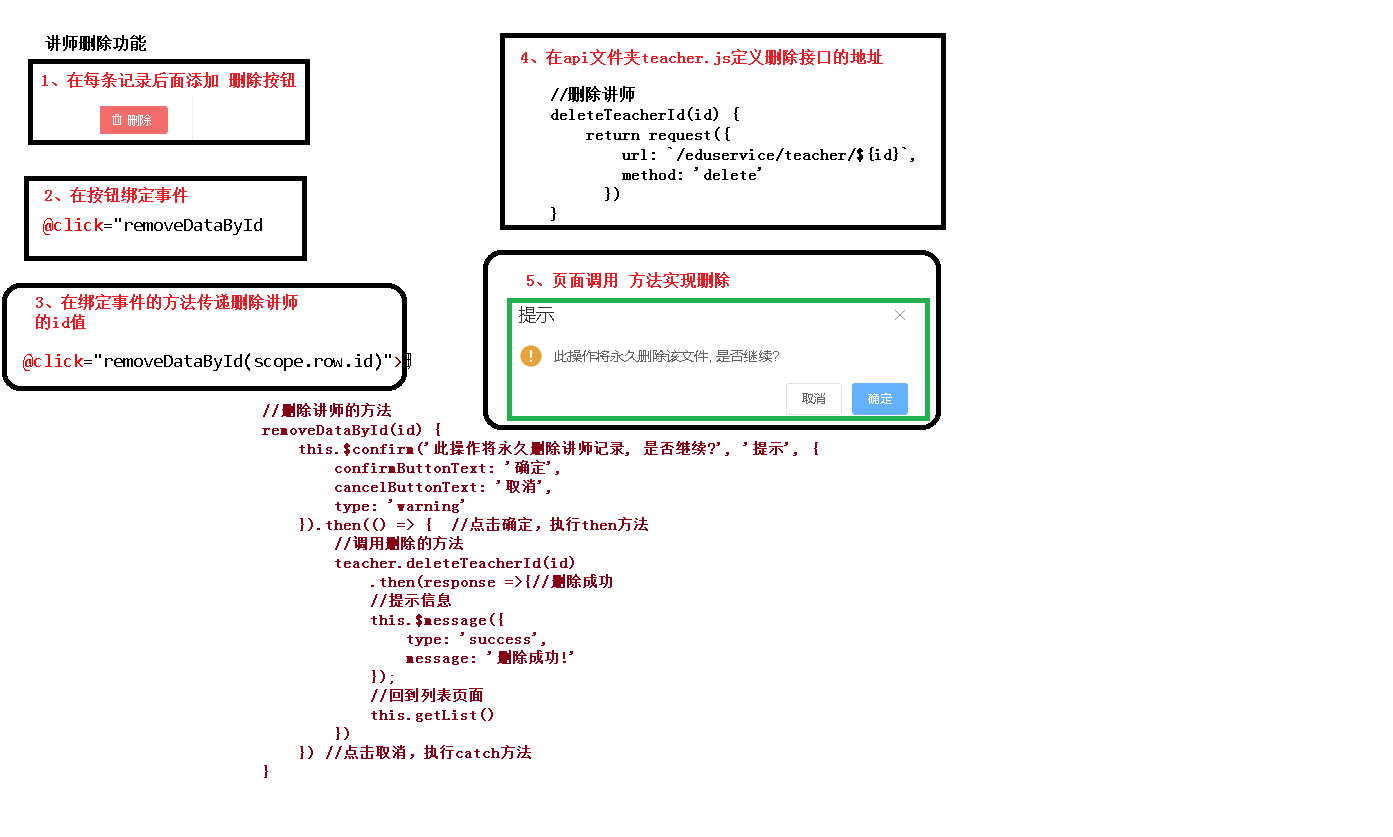 讲师删除功能
1、在每条记录后面添加 删除按钮
删除
2、在按钮绑定事件
@click="removeDataById
3、在绑定事件的方法传递删除讲师
的id值
@click="removeDataById(scope.row.id)">
4、在api文件夹teacher.js定义删除接口的地址
//删除讲师
deleteTeacherId(id) {
return request({
url: `/eduservice/teacher/${id}`,
method: 'delete'
})
}
5、页面调用 方法实现删除
提示
此操作将永久删除该文件, 是否继续?
取消
确定
//删除讲师的方法
removeDataById(id) {
this.$confirm('此操作将永久删除讲师记录, 是否继续?', '提示', {
confirmButtonText: '确定',
cancelButtonText: '取消',
type: 'warning'
}).then(() => { //点击确定，执行then方法
//调用删除的方法
teacher.deleteTeacherId(id)
.then(response =>{//删除成功
//提示信息
this.$message({
type: 'success',
message: '删除成功!'
});
//回到列表页面
this.getList()
})
}) //点击取消，执行catch方法
}